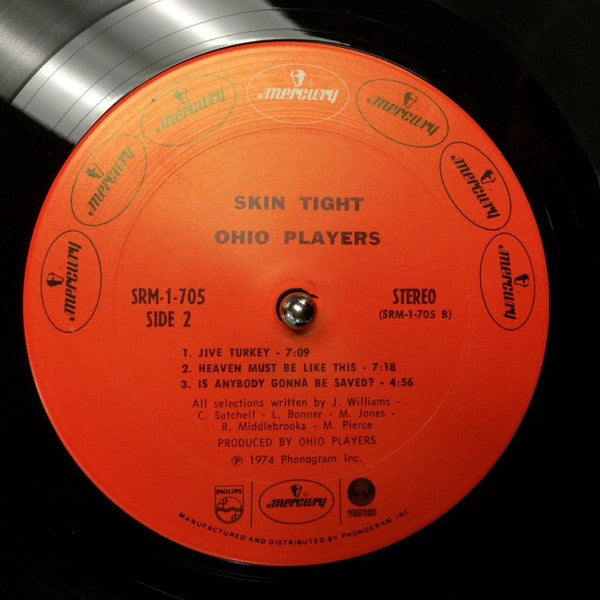 mercury
mercury
mercury
mercury
mercury
mercury
mercury
SKIN TIGHT
OHIO PLAYERS
SRM-1-705
SIDE 2
STEREO
(SRM-1-705 B)
1. JIVE TURKEY - 7:09
2. HEAVEN MUST BE LIKE THIS - 7:18
3. IS ANYBODY GONNA BE SAVED? - 4:56
All selections written by J. Williams -
C. Satchell - L. Bonner - M. Jones -
R. Middlebrooks - M. Pierce
PRODUCED BY OHIO PLAYERS
℗ 1974 Phonogram Inc.
PHILIPS
mercury
MANUFACTURED AND DISTRIBUTED BY PHONOGRAM, INC